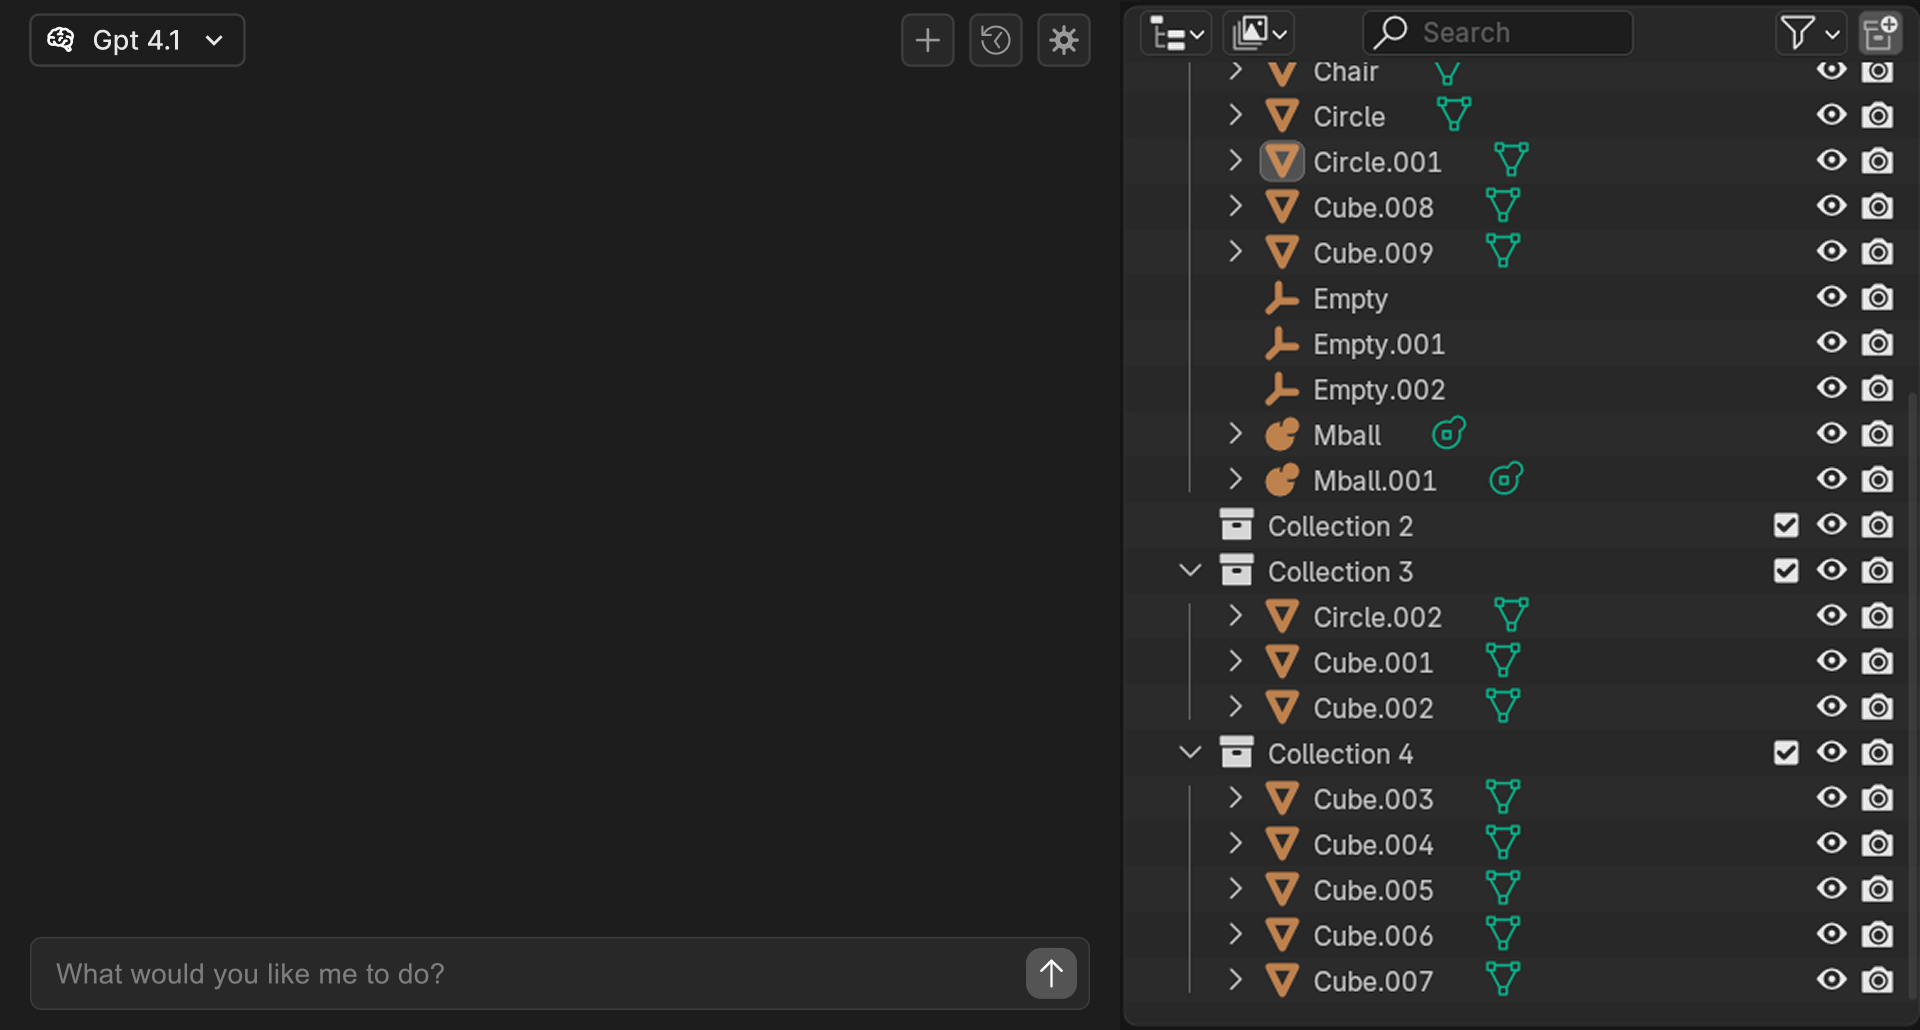 Gpt 4.1
Search
Chair
Circle
Circle.001
Cube.008
Cube.009
Empty
Empty.001
Empty.002
Mball
Mball.001
Collection 2
Collection 3
Circle.002
Cube.001
Cube.002
Collection 4
Cube.003
Cube.004
Cube.005
Cube.006
Cube.007
What would you like me to do?